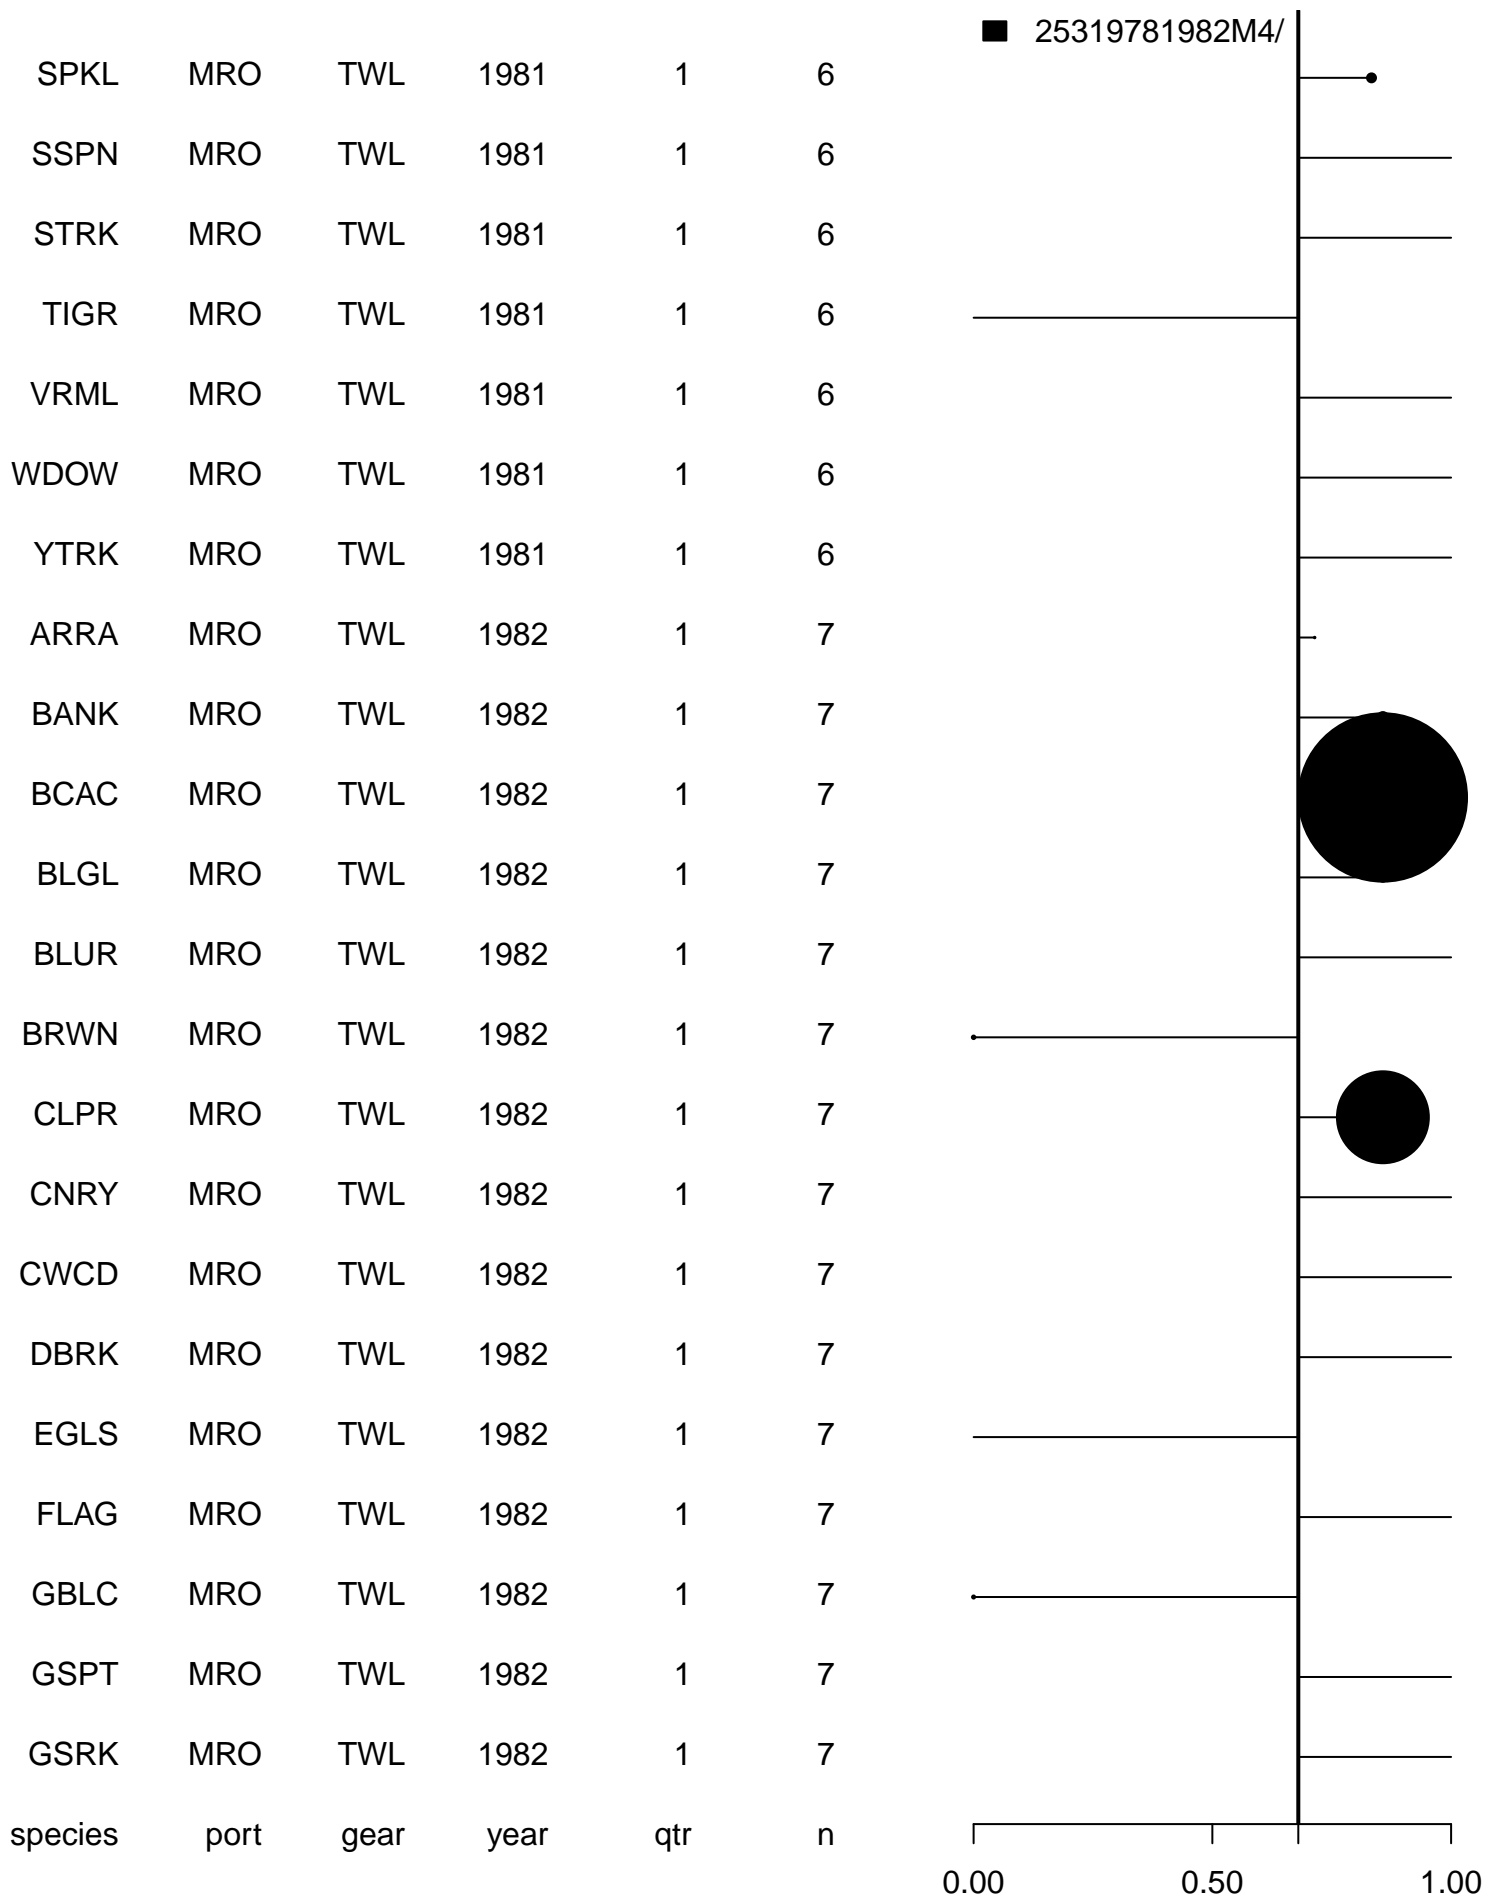 25319781982M4/
SPKL MRO TWL 1981 1 6
SSPN MRO TWL 1981 1 6
STRK MRO TWL 1981 1 6
TIGR MRO TWL 1981 1 6
VRML MRO TWL 1981 1 6
WDOW MRO TWL 1981 1 6
YTRK MRO TWL 1981 1 6
ARRA MRO TWL 1982 1 7
BANK MRO TWL 1982 1 7
BCAC MRO TWL 1982 1 7
BLGL MRO TWL 1982 1 7
BLUR MRO TWL 1982 1 7
BRWN MRO TWL 1982 1 7
CLPR MRO TWL 1982 1 7
CNRY MRO TWL 1982 1 7
CWCD MRO TWL 1982 1 7
DBRK MRO TWL 1982 1 7
EGLS MRO TWL 1982 1 7
FLAG MRO TWL 1982 1 7
GBLC MRO TWL 1982 1 7
GSPT MRO TWL 1982 1 7
GSRK MRO TWL 1982 1 7
species port gear year qtr n
0.00 0.50 1.00